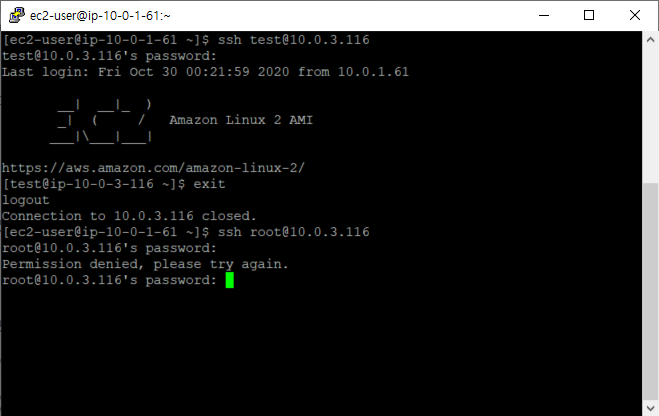 ec2-user@ip-10-0-1-61:~
[ec2-user@ip-10-0-1-61 ~]$ ssh test@10.0.3.116
test@10.0.3.116's password:
Last login: Fri Oct 30 00:21:59 2020 from 10.0.1.61
       __|  __|_  )
       _|  (     /   Amazon Linux 2 AMI
      ___|\___|___|
https://aws.amazon.com/amazon-linux-2/
[test@ip-10-0-3-116 ~]$ exit
logout
Connection to 10.0.3.116 closed.
[ec2-user@ip-10-0-1-61 ~]$ ssh root@10.0.3.116
root@10.0.3.116's password:
Permission denied, please try again.
root@10.0.3.116's password: